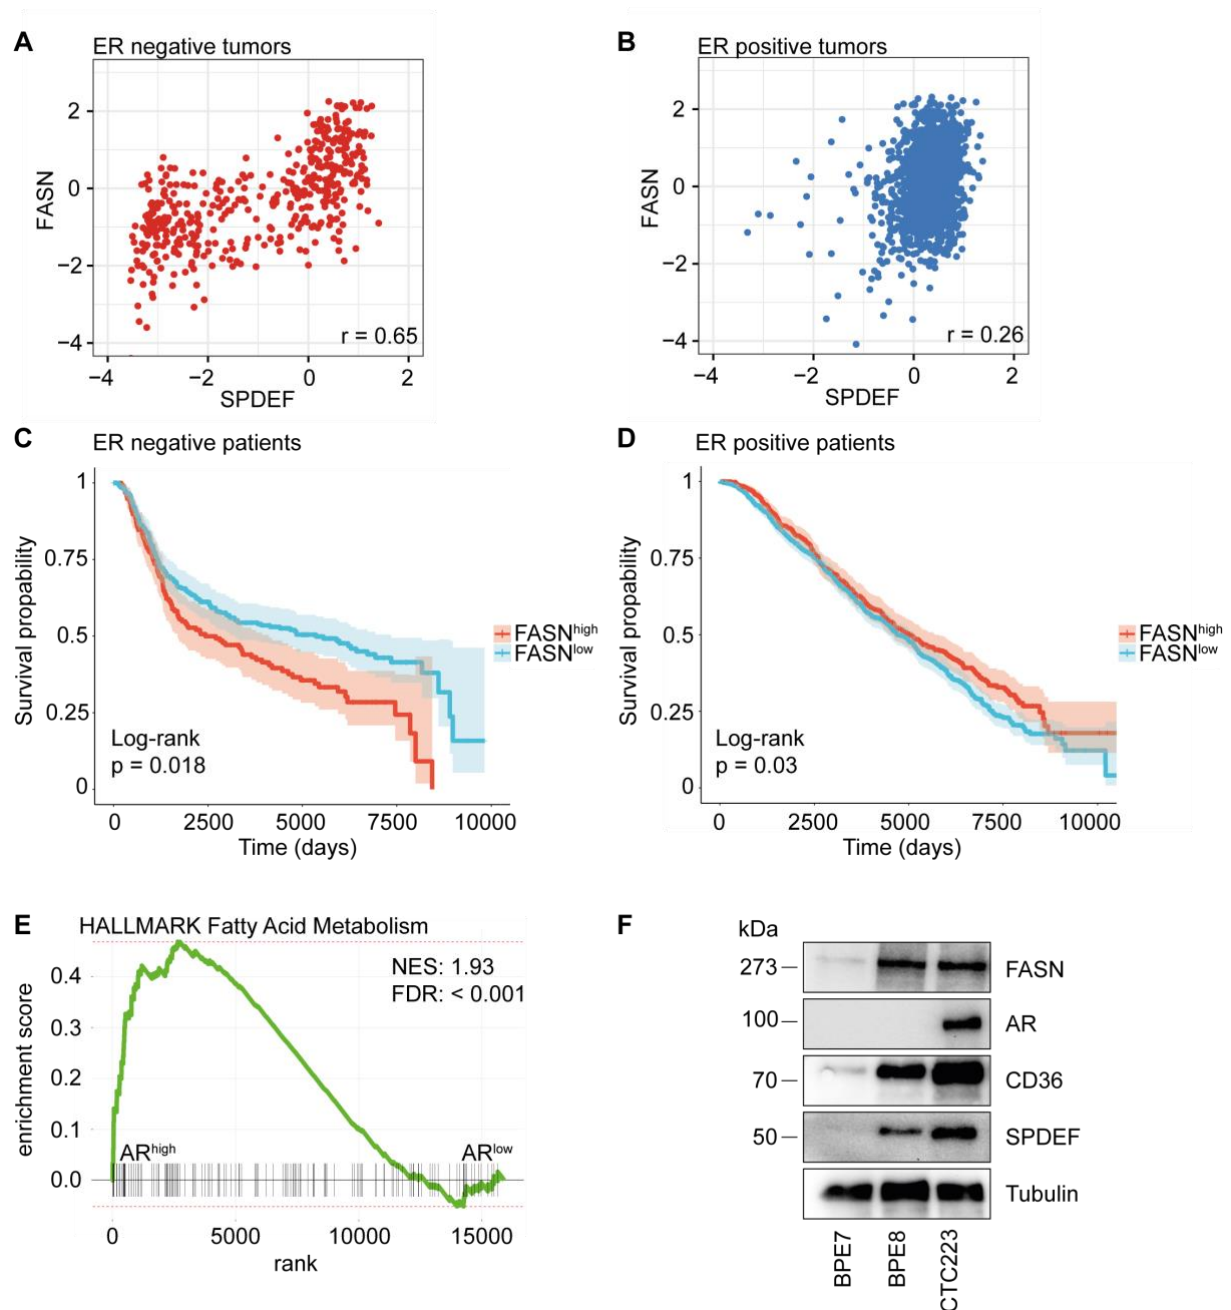 A
ER negative tumors
FASN
2
0
−2
−4
r = 0.65
−4 −2 0 2
SPDEF
B
ER positive tumors
FASN
2
0
−2
−4
r = 0.26
−4 −2 0 2
SPDEF
C
ER negative patients
Survival propability
1
0.75
0.5
0.25
0
FASNhigh
FASNlow
Log-rank
p = 0.018
0 2500 5000 7500 10000
Time (days)
D
ER positive patients
Survival propability
1
0.75
0.5
0.25
0
FASNhigh
FASNlow
Log-rank
p = 0.03
0 2500 5000 7500 10000
Time (days)
E
HALLMARK Fatty Acid Metabolism
NES: 1.93
FDR: < 0.001
enrichment score
0.4
0.3
0.2
0.1
0.0
ARhigh
ARlow
0 5000 10000 15000
rank
F
kDa
273
FASN
100
AR
70
CD36
50
SPDEF
Tubulin
BPE7
BPE8
CTC223